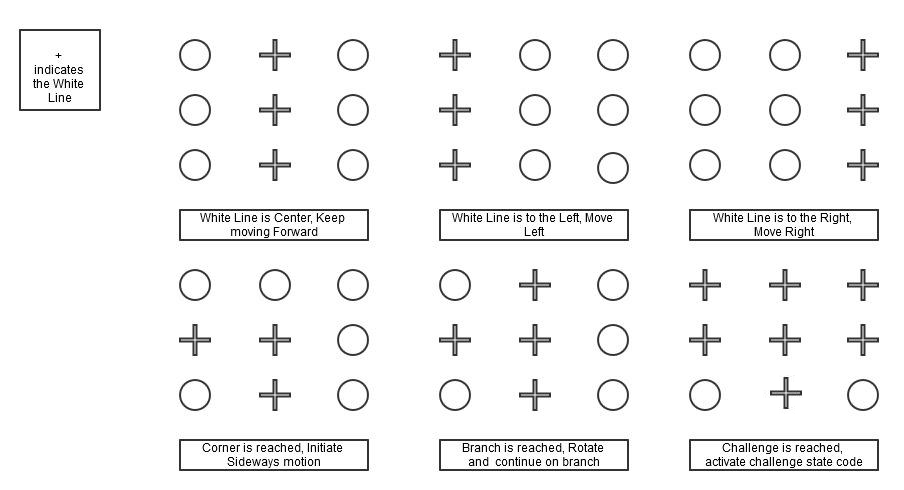 +
indicates
the White
Line
White Line is Center, Keep
moving Forward
White Line is to the Left, Move
Left
White Line is to the Right,
Move Right
Corner is reached, Initiate
Sideways motion
Branch is reached, Rotate
and continue on branch
Challenge is reached,
activate challenge state code